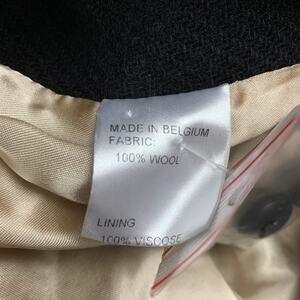 MADE IN BELGIUM
FABRIC:
100% WOOL
LINING
100% VISCOSE